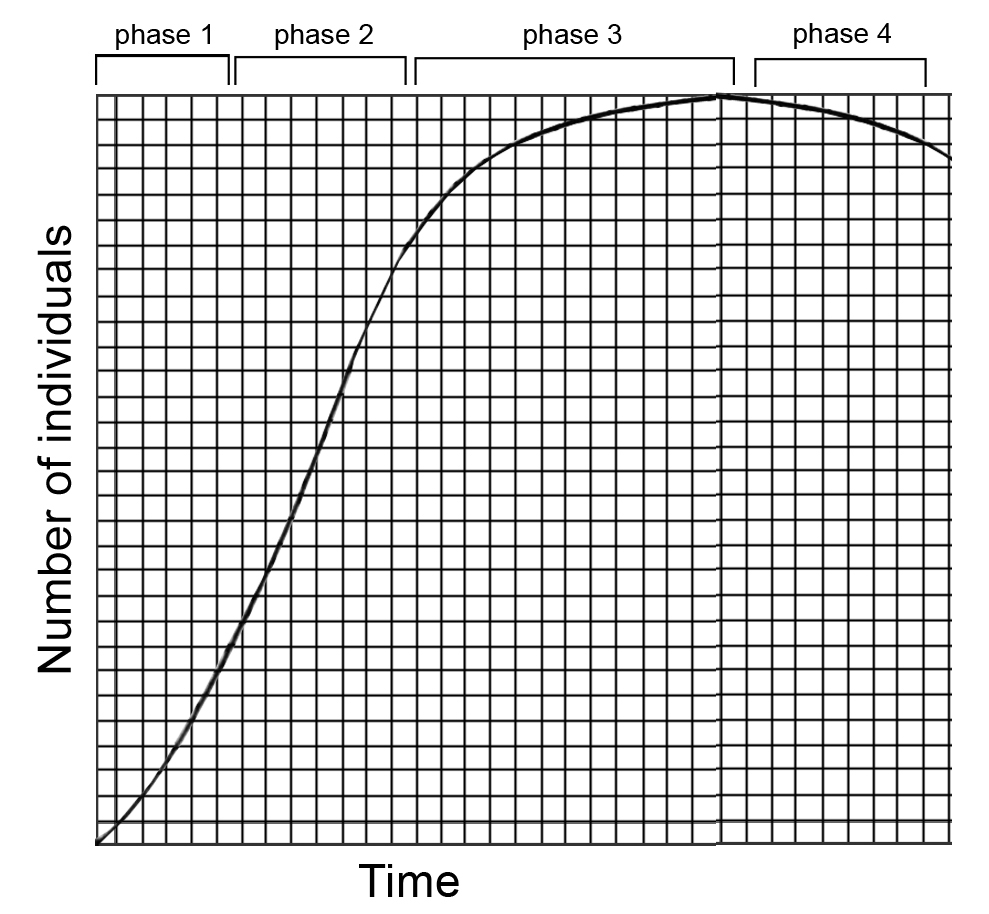 phase 1 phase 2 phase 3 phase 4
Number of individuals
Time